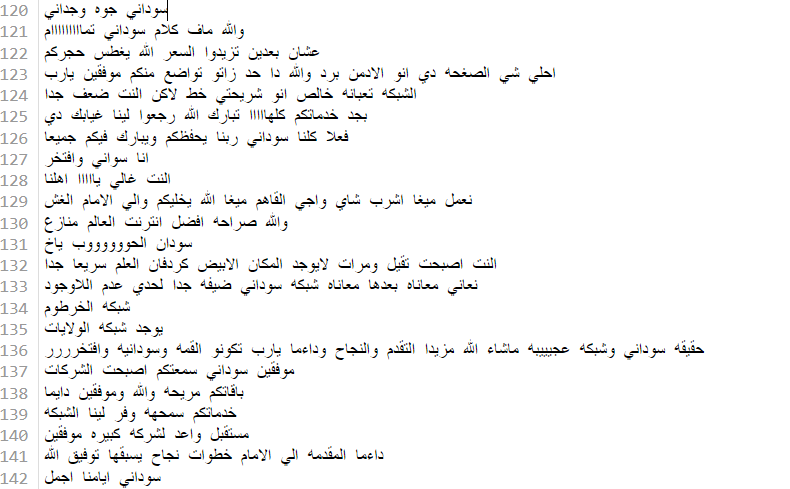 120 سوداني جوه وجداني
121 والله ماف كلام سوداني تماااااااام
122 عشان بعدين تزيدوا السعر الله يغطس حجركم
123 احلي شي الصغحه دي انو الادمن برد والله دا حد زاتو تواضع منكم موفقين يارب
124 الشبكه تعبانه خالص انو شريحتي خط لاكن النت ضعف جدا
125 بجد خدماتكم كلهااااا تبارك الله رجعوا لينا غيابك دي
126 فعلا كلنا سوداني ربنا يحفظكم ويبارك فيكم جميعا
127 انا سواني وافتخر
128 النت غالي يااااا اهلنا
129 نعمل ميغا اشرب شاي واجي القاهم ميغا الله يخليكم والي الامام الغش
130 والله صراحه افضل انترنت العالم منازع
131 سودان الحووووووب ياخ
132 النت اصبحت تقيل ومرات لايوجد المكان الابيض كردفان العلم سريعا جدا
133 نعاني معاناه بعدها معاناه شبكه سوداني ضيفه جدا لحدي عدم اللاوجود
134 شبكه الخرطوم
135 يوجد شبكه الولايات
136 حقيقه سوداني وشبكه عجيييبه ماشاء الله مزيدا التقدم والنجاح وداءما يارب تكونو القمه وسودانيه وافتخرررر
137 موفقين سوداني سمعتكم اصبحت الشركات
138 باقاتكم مريحه والله وموفقين دايما
139 خدماتكم سمحهه وفر لينا الشبكه
140 مستقبل واعد لشركه كبيره موفقين
141 داءما المقدمه الي الامام خطوات نجاح يسبقها توفيق الله
142 سوداني ايامنا اجمل